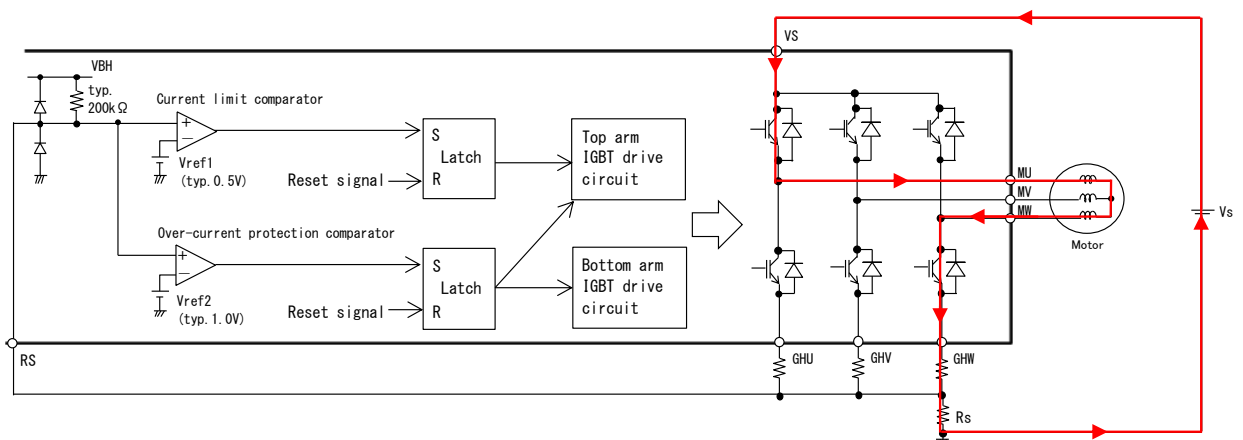 VS
VBH
typ.
200kΩ
Current limit comparator
+
−
Vref1
(typ.0.5V)
S
Latch
R
Reset signal
Top arm
IGBT drive
circuit
MU
MV
MW
Motor
Vs
Over-current protection comparator
+
−
Vref2
(typ.1.0V)
S
Latch
R
Reset signal
Bottom arm
IGBT drive
circuit
RS
GHU
GHV
GHW
Rs